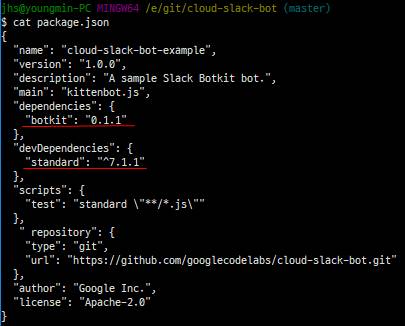 jhs@youngmin-PC MINGW64 /e/git/cloud-slack-bot (master)
$ cat package.json
{
  "name": "cloud-slack-bot-example",
  "version": "1.0.0",
  "description": "A sample Slack Botkit bot.",
  "main": "kittenbot.js",
  "dependencies": {
    "botkit": "0.1.1"
  },
  "devDependencies": {
    "standard": "^7.1.1"
  },
  "scripts": {
    "test": "standard \"**/*.js\""
  },
  " repository": {
    "type": "git",
    "url": "https://github.com/googlecodelabs/cloud-slack-bot.git"
  },
  "author": "Google Inc.",
  "license": "Apache-2.0"
}